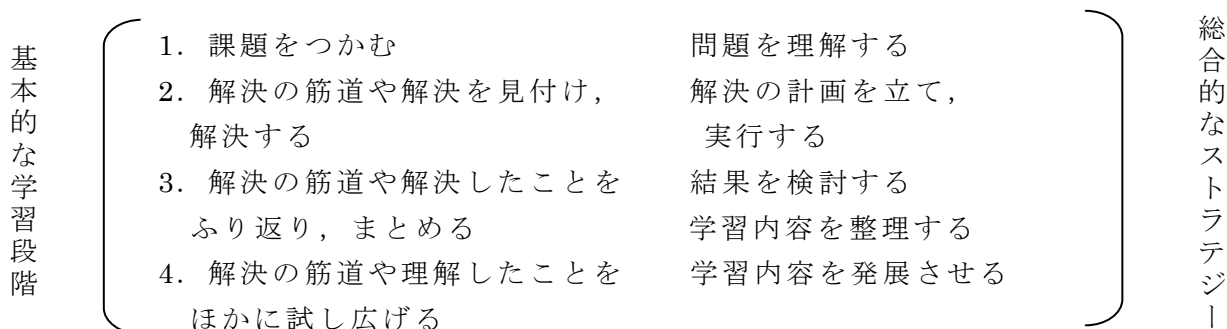 基本的な学習段階
1．課題をつかむ　問題を理解する
2．解決の筋道や解決を見付け，　解決の計画を立て，
解決する　実行する
3．解決の筋道や解決したことを　結果を検討する
ふり返り，まとめる　学習内容を整理する
4．解決の筋道や理解したことを　学習内容を発展させる
ほかに試し広げる
総合的なストラテジー